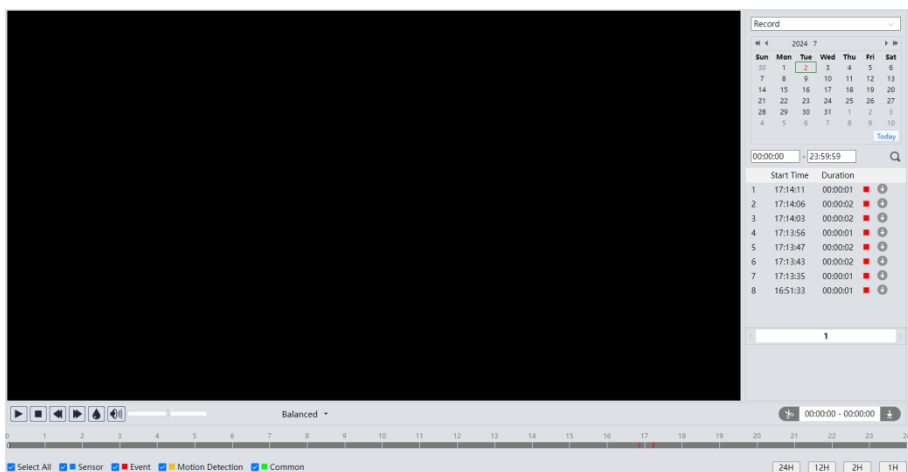 Record
2024 7
Sun Mon Tue Wed Thu Fri Sat
30 1 2 3 4 5 6
7 8 9 10 11 12 13
14 15 16 17 18 19 20
21 22 23 24 25 26 27
28 29 30 31 1 2 3
4 5 6 7 8 9 10
Today
00:00:00 - 23:59:59
Start Time Duration
1 17:14:11 00:00:01
2 17:14:06 00:00:02
3 17:14:03 00:00:02
4 17:13:56 00:00:01
5 17:13:47 00:00:02
6 17:13:43 00:00:02
7 17:13:35 00:00:01
8 16:51:33 00:00:01
1
Balanced
00:00:00 - 00:00:00
0 1 2 3 4 5 6 7 8 9 10 11 12 13 14 15 16 17 18 19 20 21 22 23
Select All Sensor Event Motion Detection Common
24H 12H 2H 1H